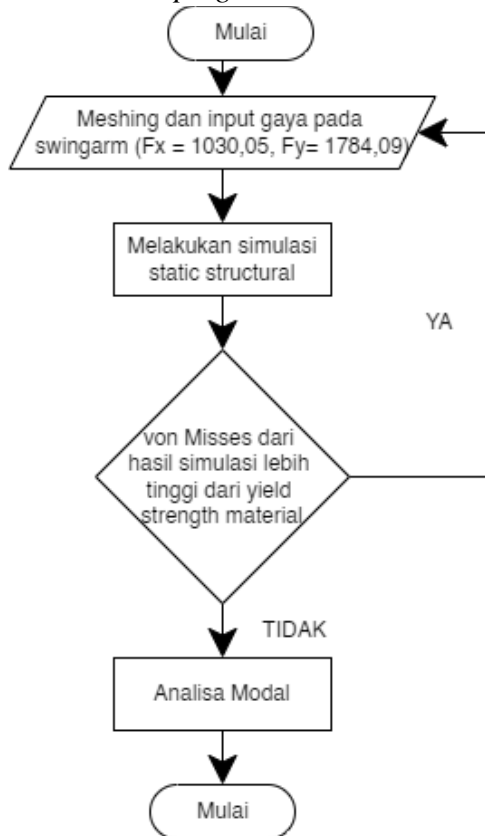 Mulai
Meshing dan input gaya pada
swingarm (Fx = 1030,05, Fy= 1784,09)
Melakukan simulasi
static structural
YA
von Misses dari
hasil simulasi lebih
tinggi dari yield
strength material
TIDAK
Analisa Modal
Mulai